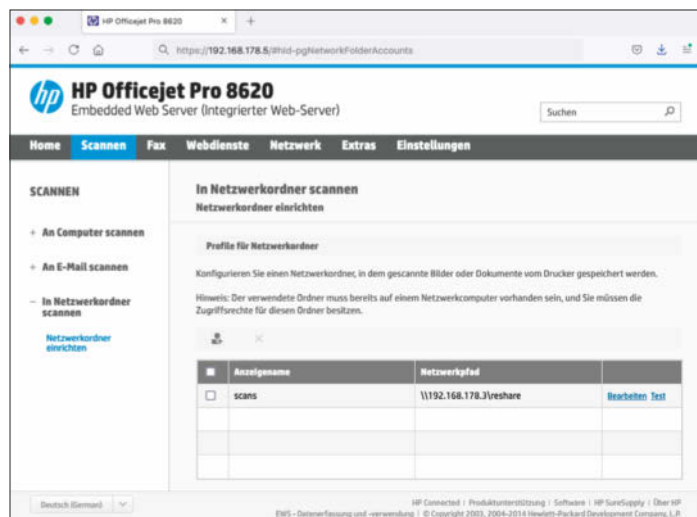 HP Officejet Pro 8620
https://192.168.178.5/#hId-pgNetworkFolderAccounts
hp
HP Officejet Pro 8620
Embedded Web Server (Integrierter Web-Server)
Suchen
Home Scannen Fax Webdienste Netzwerk Extras Einstellungen
SCANNEN
+ An Computer scannen
+ An E-Mail scannen
– In Netzwerkordner
scannen
Netzwerkordner
einrichten
In Netzwerkordner scannen
Netzwerkordner einrichten
Profile für Netzwerkordner
Konfigurieren Sie einen Netzwerkordner, in dem gescannte Bilder oder Dokumente vom Drucker gespeichert werden.
Hinweis: Der verwendete Ordner muss bereits auf einem Netzwerkcomputer vorhanden sein, und Sie müssen die
Zugriffsrechte für diesen Ordner besitzen.
Anzeigename Netzwerkpfad
scans \\192.168.178.3\reshare Bearbeiten Test
Deutsch (German)
HP Connected | Produktunterstützung | Software | HP SureSupply | Über HP
EWS - Datenerfassung und -verwendung | © Copyright 2003, 2004-2014 Hewlett-Packard Development Company, L.P.